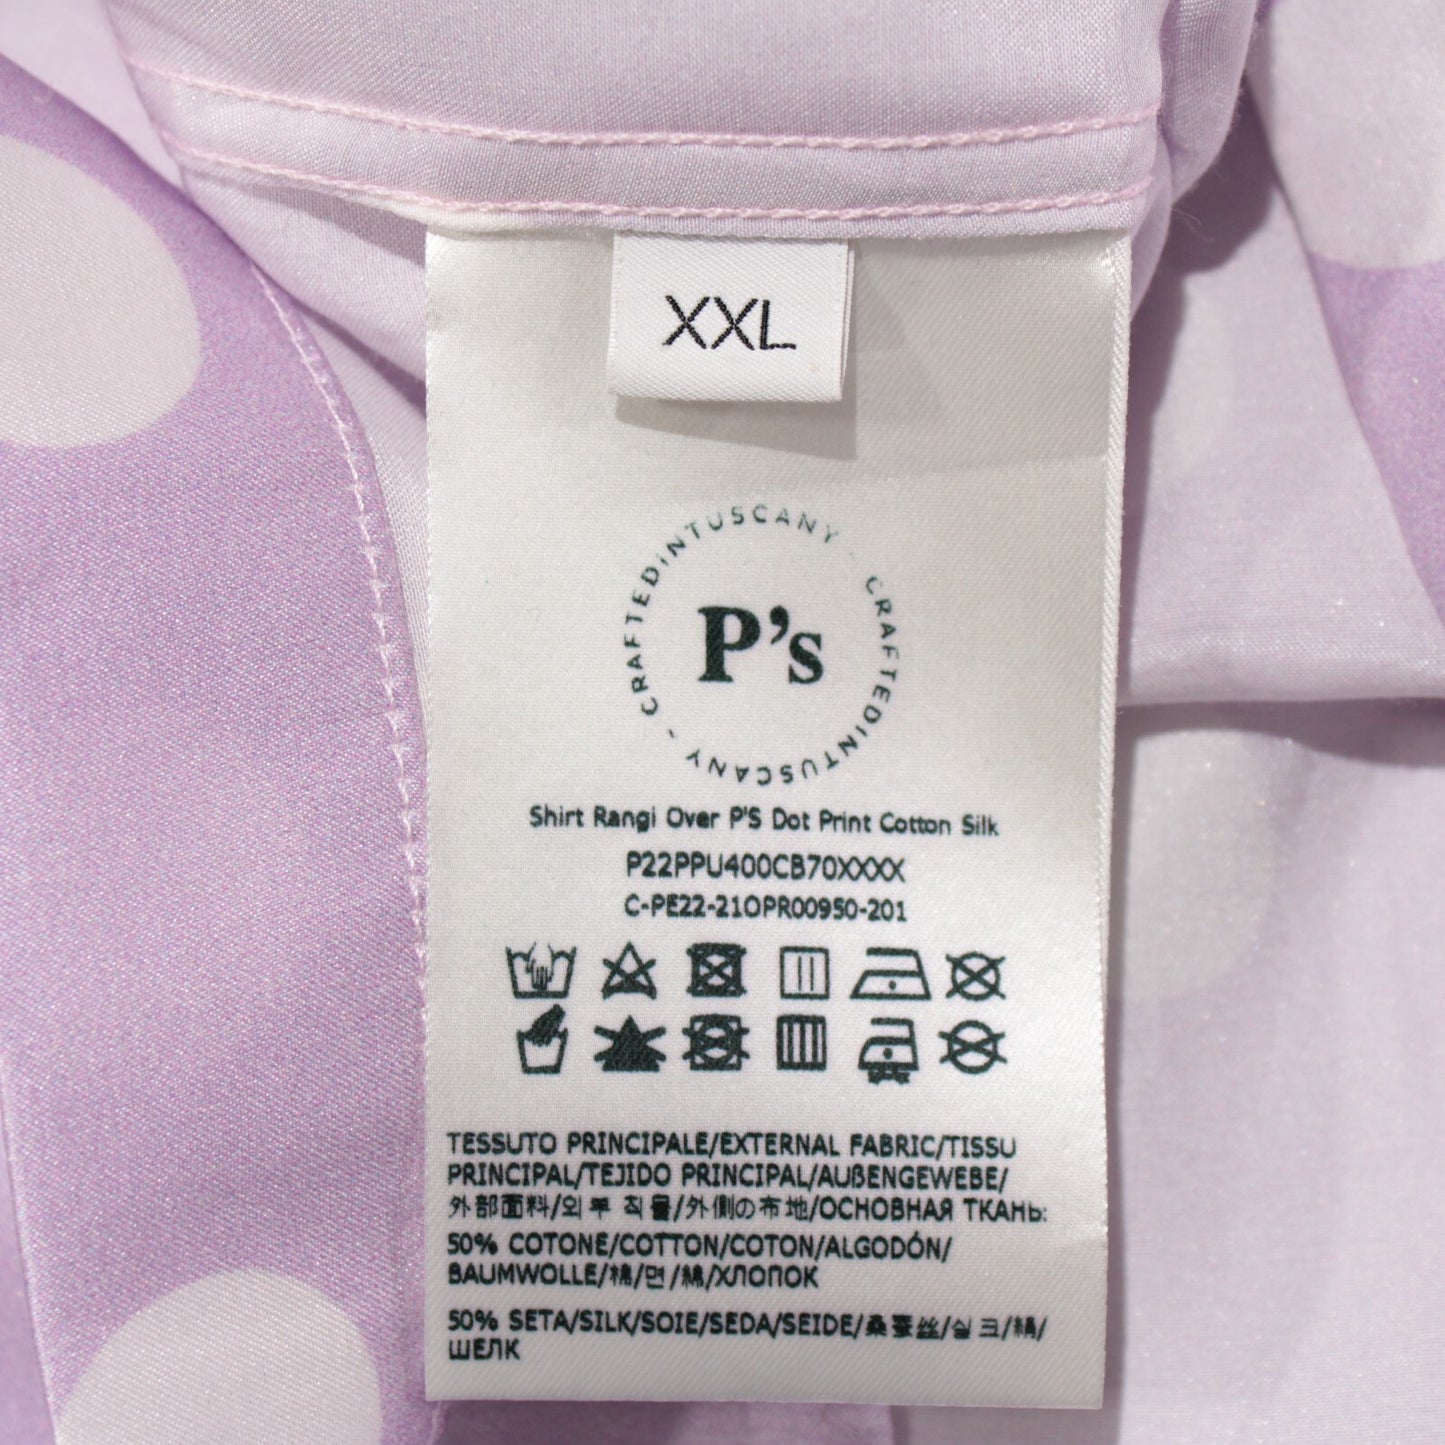 XXL
CRAFTEDINTUSCANY - CRAFTEDINTUSCANY -
P's
Shirt Rangi Over P'S Dot Print Cotton Silk
P22PPU400CB70XXXX
C-PE22-21OPR00950-201
TESSUTO PRINCIPALE/EXTERNAL FABRIC/TISSU
PRINCIPAL/TEJIDO PRINCIPAL/AUßENGEWEBE/
外部面料/외부 직물/外側の布地/ОСНОВНАЯ ТКАНЬ:
50% COTONE/COTTON/COTON/ALGODÓN/
BAUMWOLLE/棉/면/綿/ХЛОПОК
50% SETA/SILK/SOIE/SEDA/SEIDE/桑蚕丝/실크/絹/
ШЕЛК